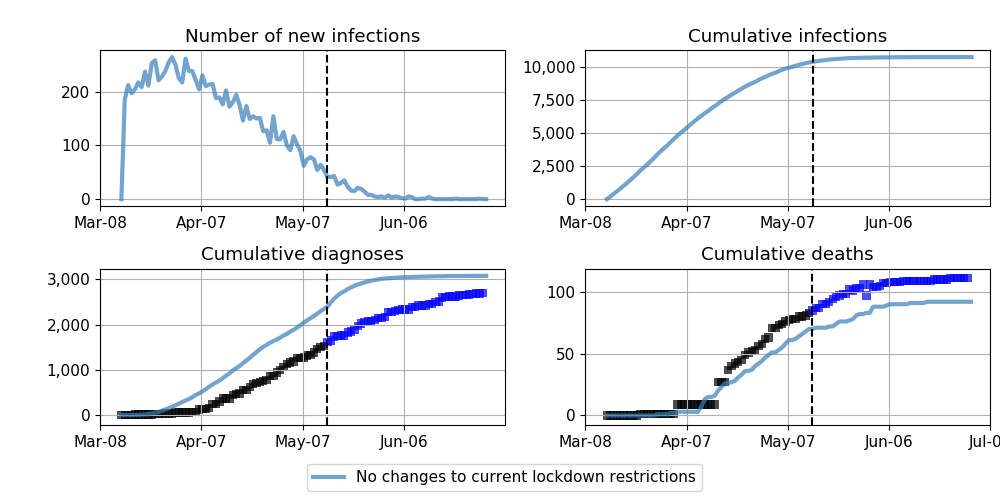 Number of new infections
Cumulative infections
200
100
0
10,000
7,500
5,000
2,500
0
Mar-08 Apr-07 May-07 Jun-06
Mar-08 Apr-07 May-07 Jun-06
Cumulative diagnoses
Cumulative deaths
3,000
2,000
1,000
0
100
50
0
Mar-08 Apr-07 May-07 Jun-06
Mar-08 Apr-07 May-07 Jun-06 Jul-0
No changes to current lockdown restrictions